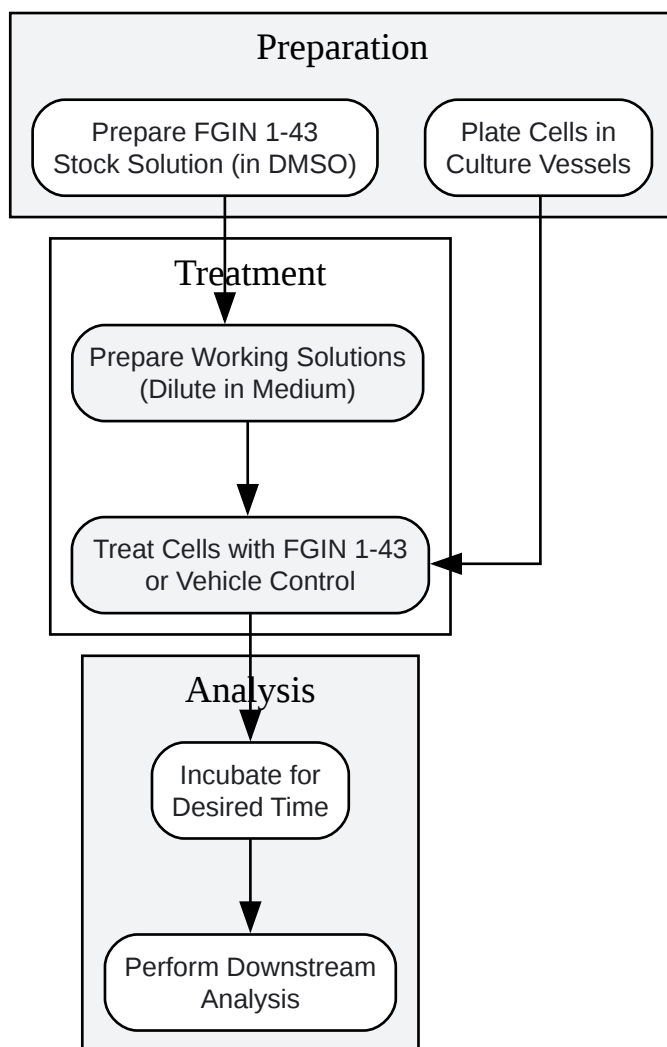 Preparation
Prepare FGIN 1-43
Stock Solution (in DMSO)
Plate Cells in
Culture Vessels
Treatment
Prepare Working Solutions
(Dilute in Medium)
Treat Cells with FGIN 1-43
or Vehicle Control
Analysis
Incubate for
Desired Time
Perform Downstream
Analysis